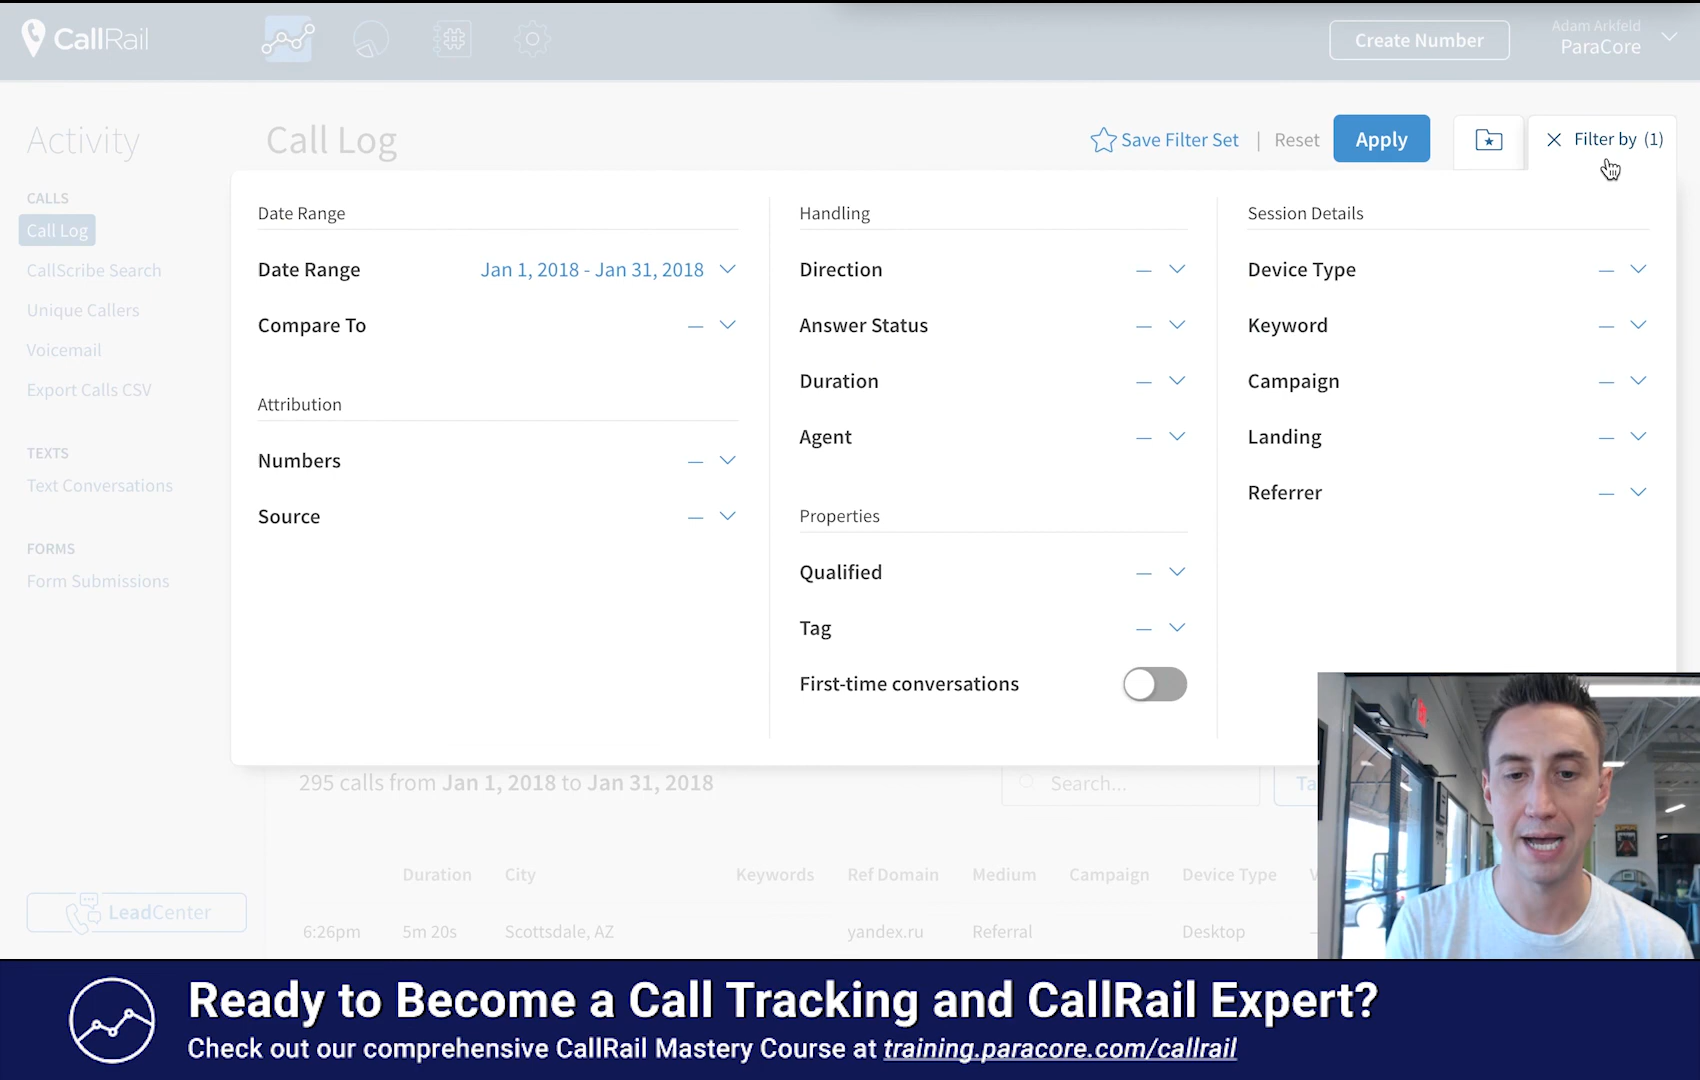 CallRail
Create Number
Adam Arkfeld
ParaCore
Activity
CALLS
Call Log
CallScribe Search
Unique Callers
Voicemail
Export Calls CSV
TEXTS
Text Conversations
FORMS
Form Submissions
LeadCenter
Call Log
Save Filter Set | Reset
Apply
Filter by (1)
Date Range
Date Range Jan 1, 2018 - Jan 31, 2018
Compare To —
Attribution
Numbers —
Source —
Handling
Direction —
Answer Status —
Duration —
Agent —
Properties
Qualified —
Tag —
First-time conversations
Session Details
Device Type —
Keyword —
Campaign —
Landing —
Referrer —
295 calls from Jan 1, 2018 to Jan 31, 2018
Search...
Duration City Keywords Ref Domain Medium Campaign Device Type
6:26pm 5m 20s Scottsdale, AZ yandex.ru Referral Desktop
Ready to Become a Call Tracking and CallRail Expert?
Check out our comprehensive CallRail Mastery Course at training.paracore.com/callrail